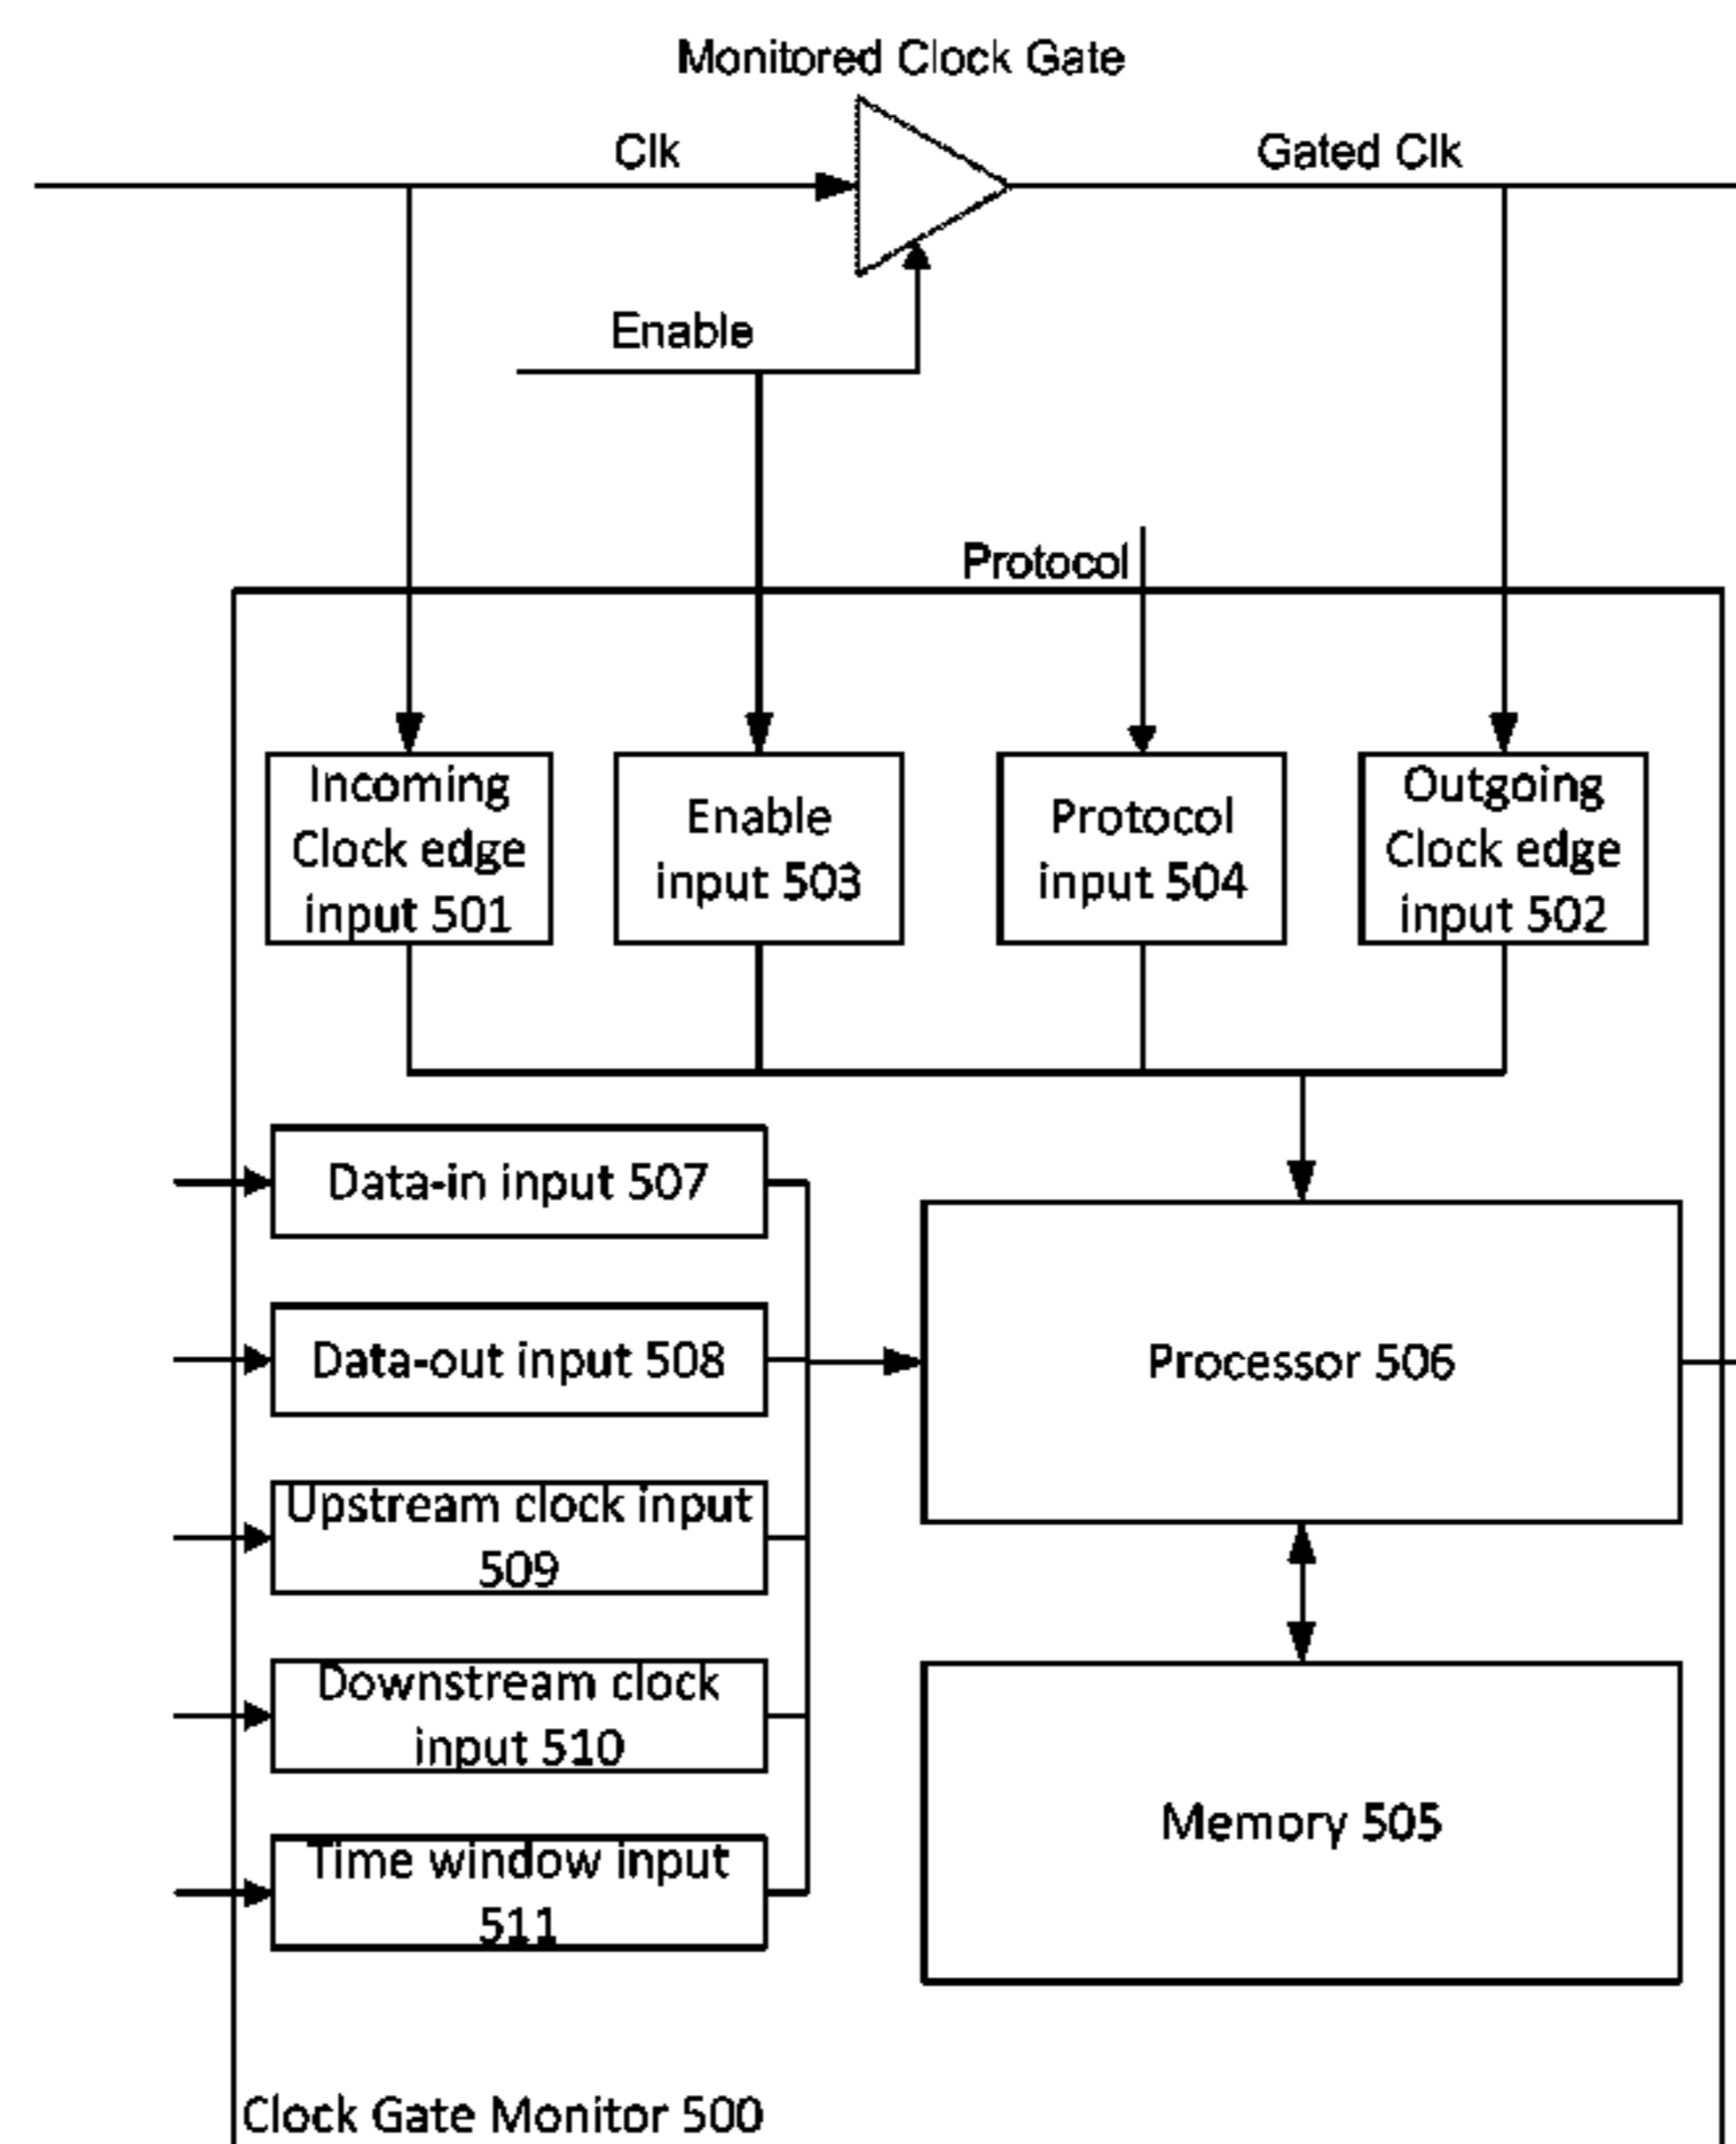 Monitored Clock Gate
Clk
Gated Clk
Enable
Protocol
Incoming
Clock edge
input 501
Enable
input 503
Protocol
input 504
Outgoing
Clock edge
input 502
Data-in input 507
Data-out input 508
Upstream clock input
509
Downstream clock
input 510
Time window input
511
Processor 506
Memory 505
Clock Gate Monitor 500